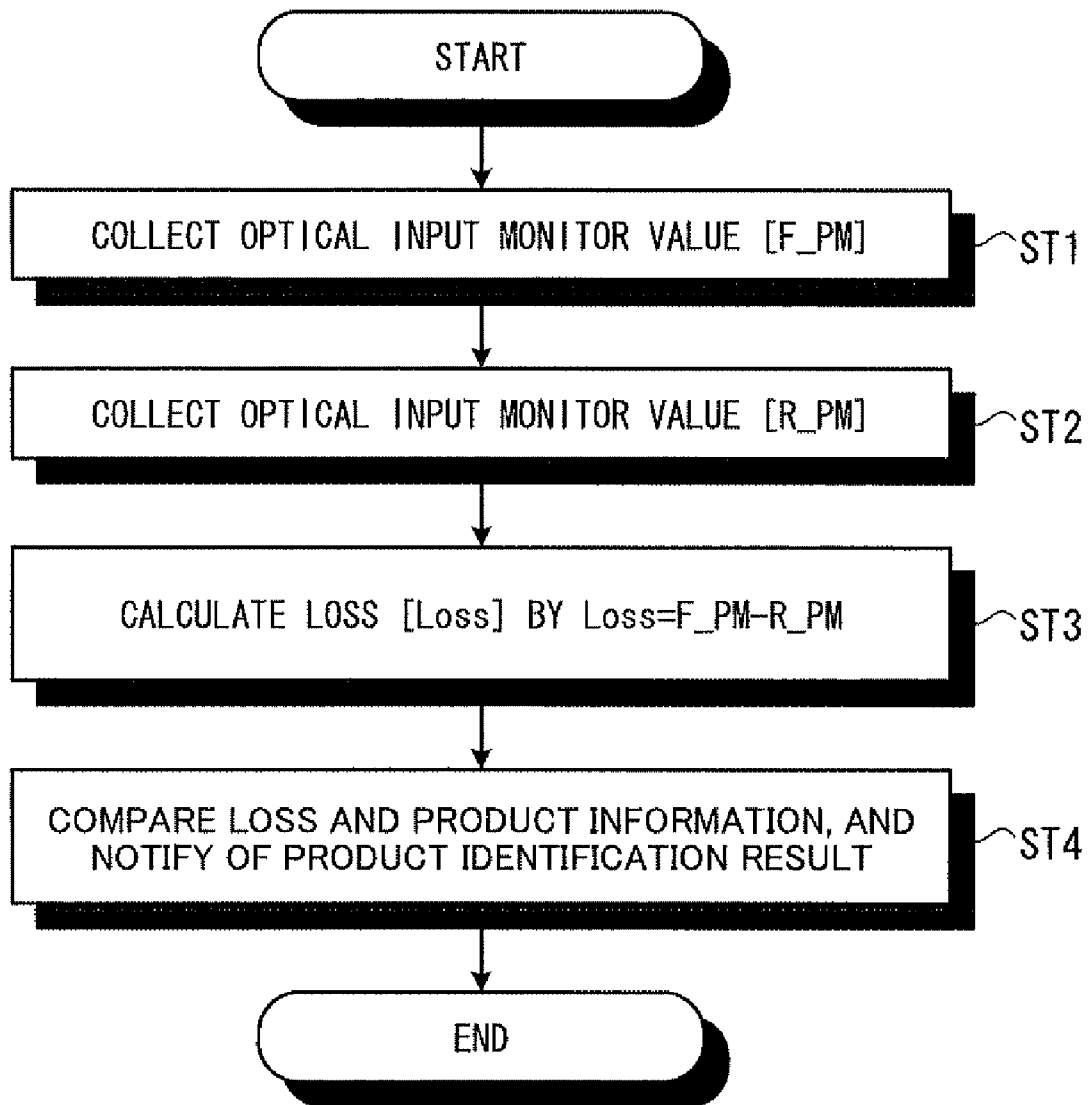 START
COLLECT OPTICAL INPUT MONITOR VALUE [F_PM]
ST1
COLLECT OPTICAL INPUT MONITOR VALUE [R_PM]
ST2
CALCULATE LOSS [Loss] BY Loss=F_PM-R_PM
ST3
COMPARE LOSS AND PRODUCT INFORMATION, AND
NOTIFY OF PRODUCT IDENTIFICATION RESULT
ST4
END